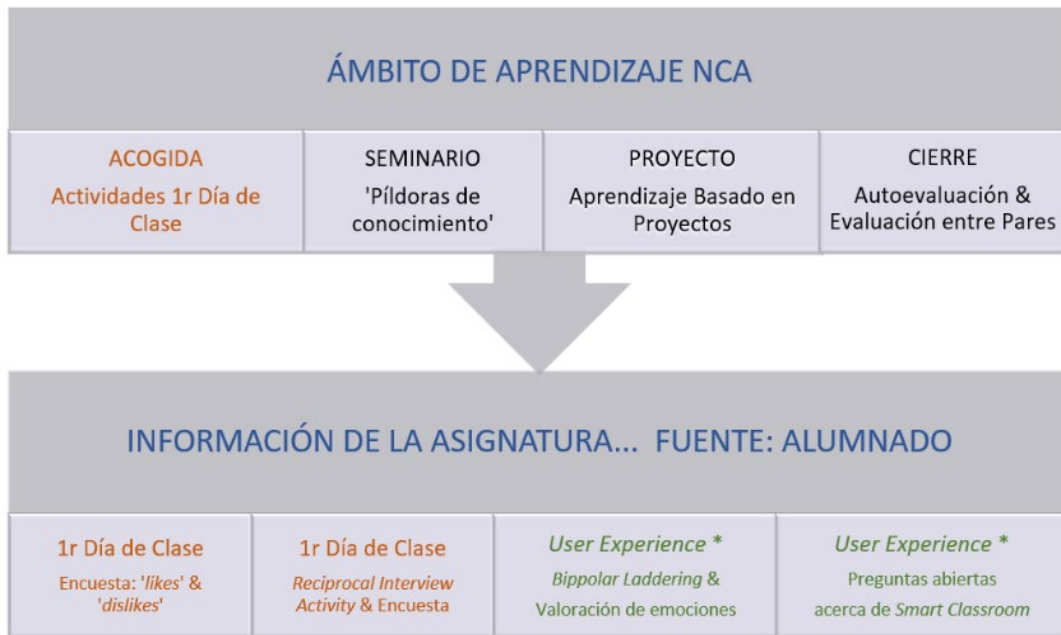 ÁMBITO DE APRENDIZAJE NCA
ACOGIDA
Actividades 1r Día de
Clase
SEMINARIO
'Píldoras de
conocimiento'
PROYECTO
Aprendizaje Basado en
Proyectos
CIERRE
Autoevaluación &
Evaluación entre Pares
INFORMACIÓN DE LA ASIGNATURA... FUENTE: ALUMNADO
1r Día de Clase
Encuesta: 'likes' &
'dislikes'
1r Día de Clase
Reciprocal Interview
Activity & Encuesta
User Experience *
Bippolar Laddering &
Valoración de emociones
User Experience *
Preguntas abiertas
acerca de Smart Classroom